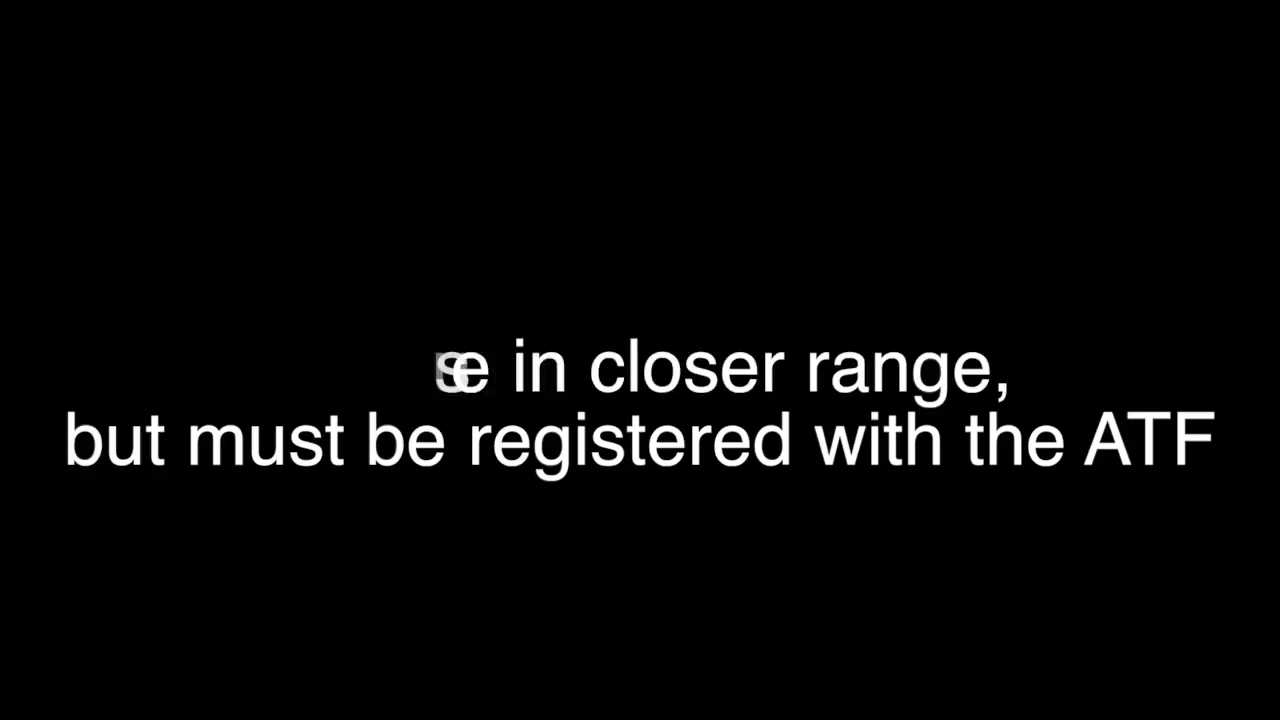 in closer range,
but must be registered with the ATF